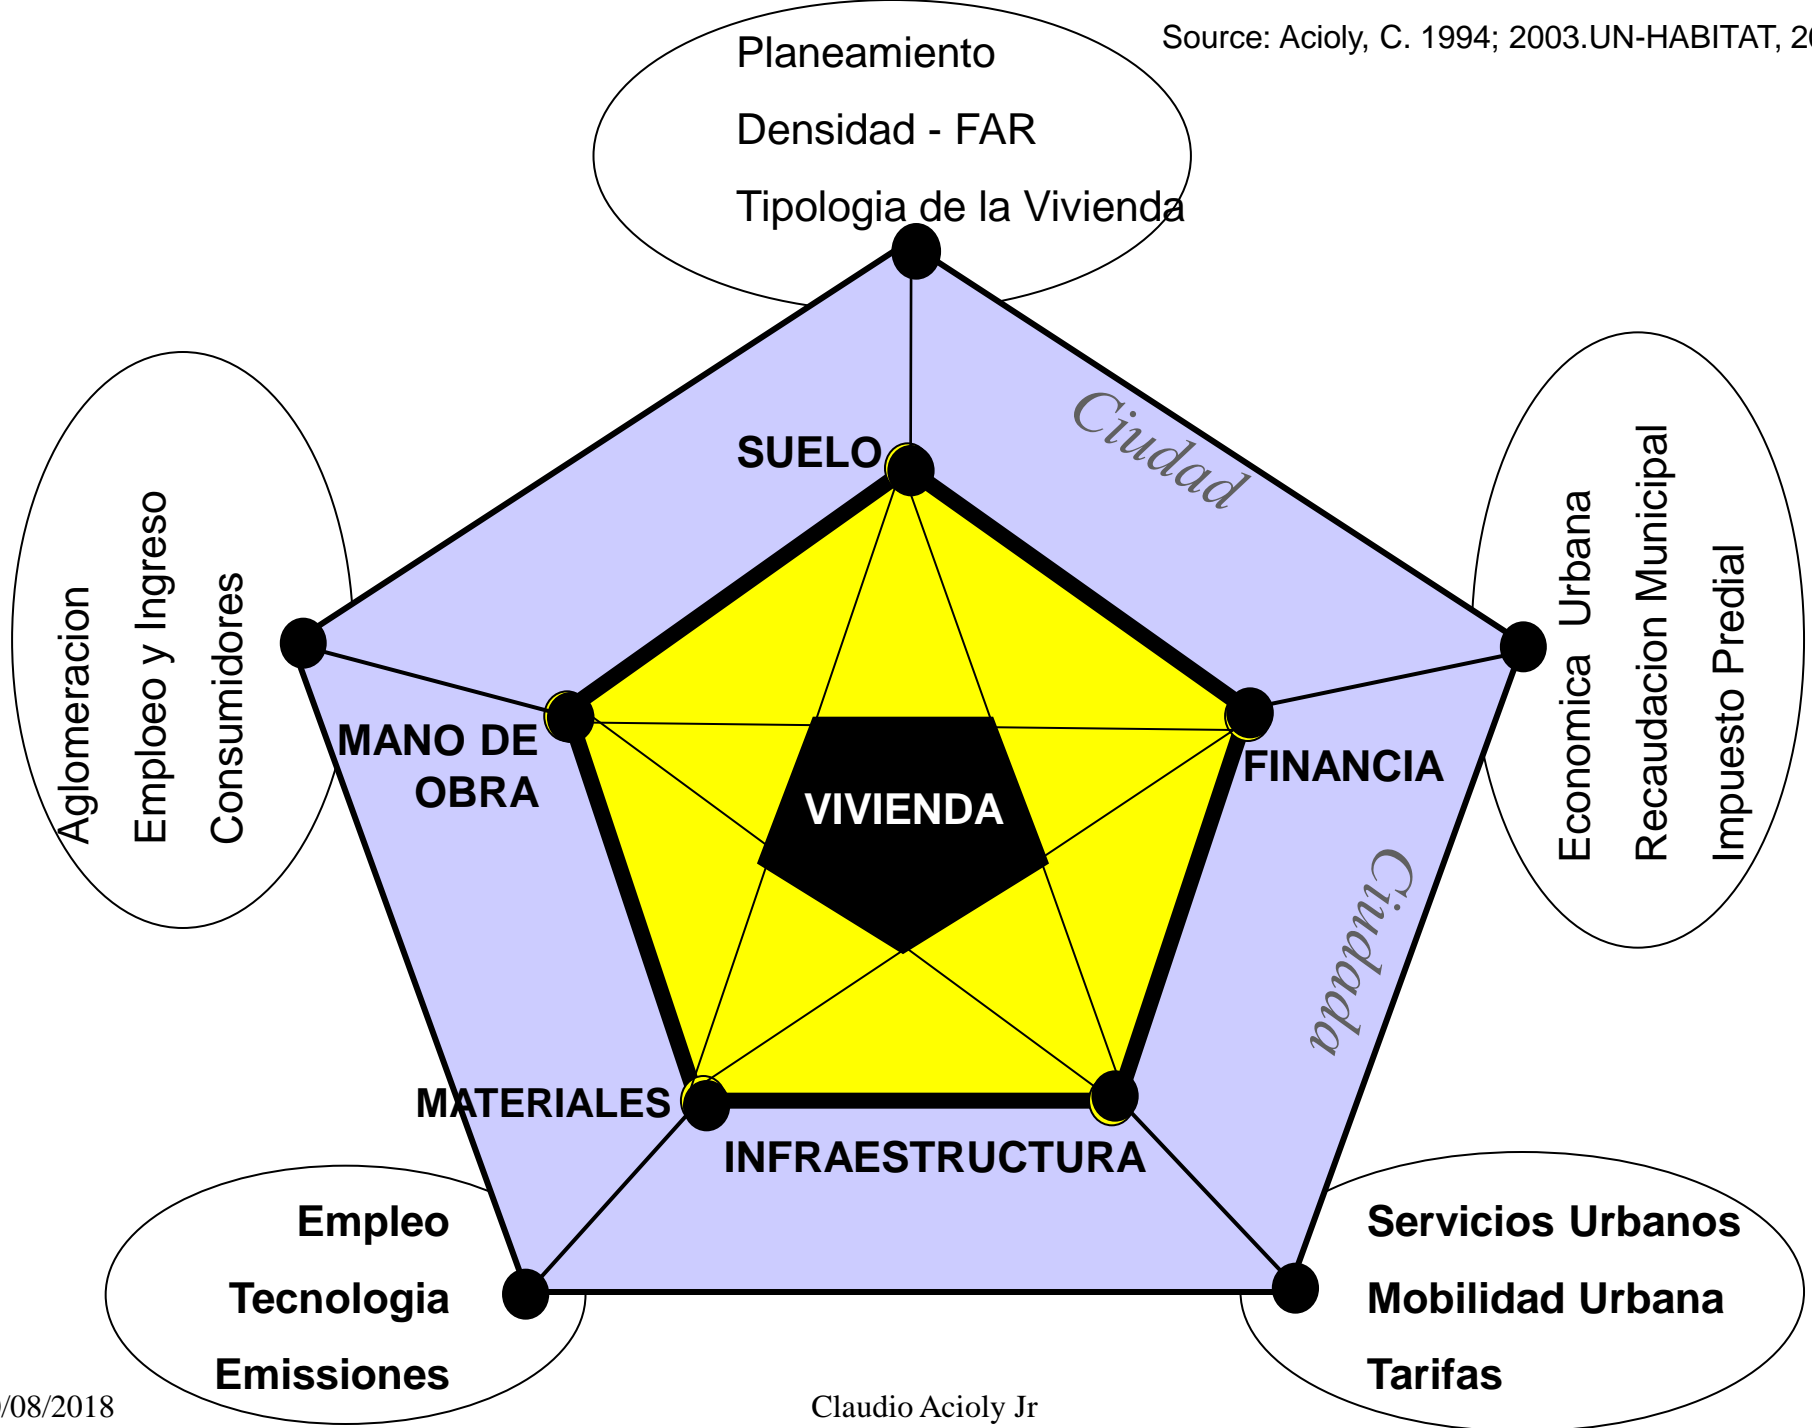 Source: Acioly, C. 1994; 2003.UN-HABITAT,
Planeamiento
Densidad - FAR
Tipologia de la Vivienda
Ciudad
SUELO
Aglomeracion
Emploeo y Ingreso
Consumidores
Economica Urbana
Recaudacion Municipal
Impuesto Predial
MANO DE
OBRA
VIVIENDA
FINANCIA
Ciudada
MATERIALES
INFRAESTRUCTURA
Empleo
Tecnologia
Emissiones
Servicios Urbanos
Mobilidad Urbana
Tarifas
/08/2018
Claudio Acioly Jr